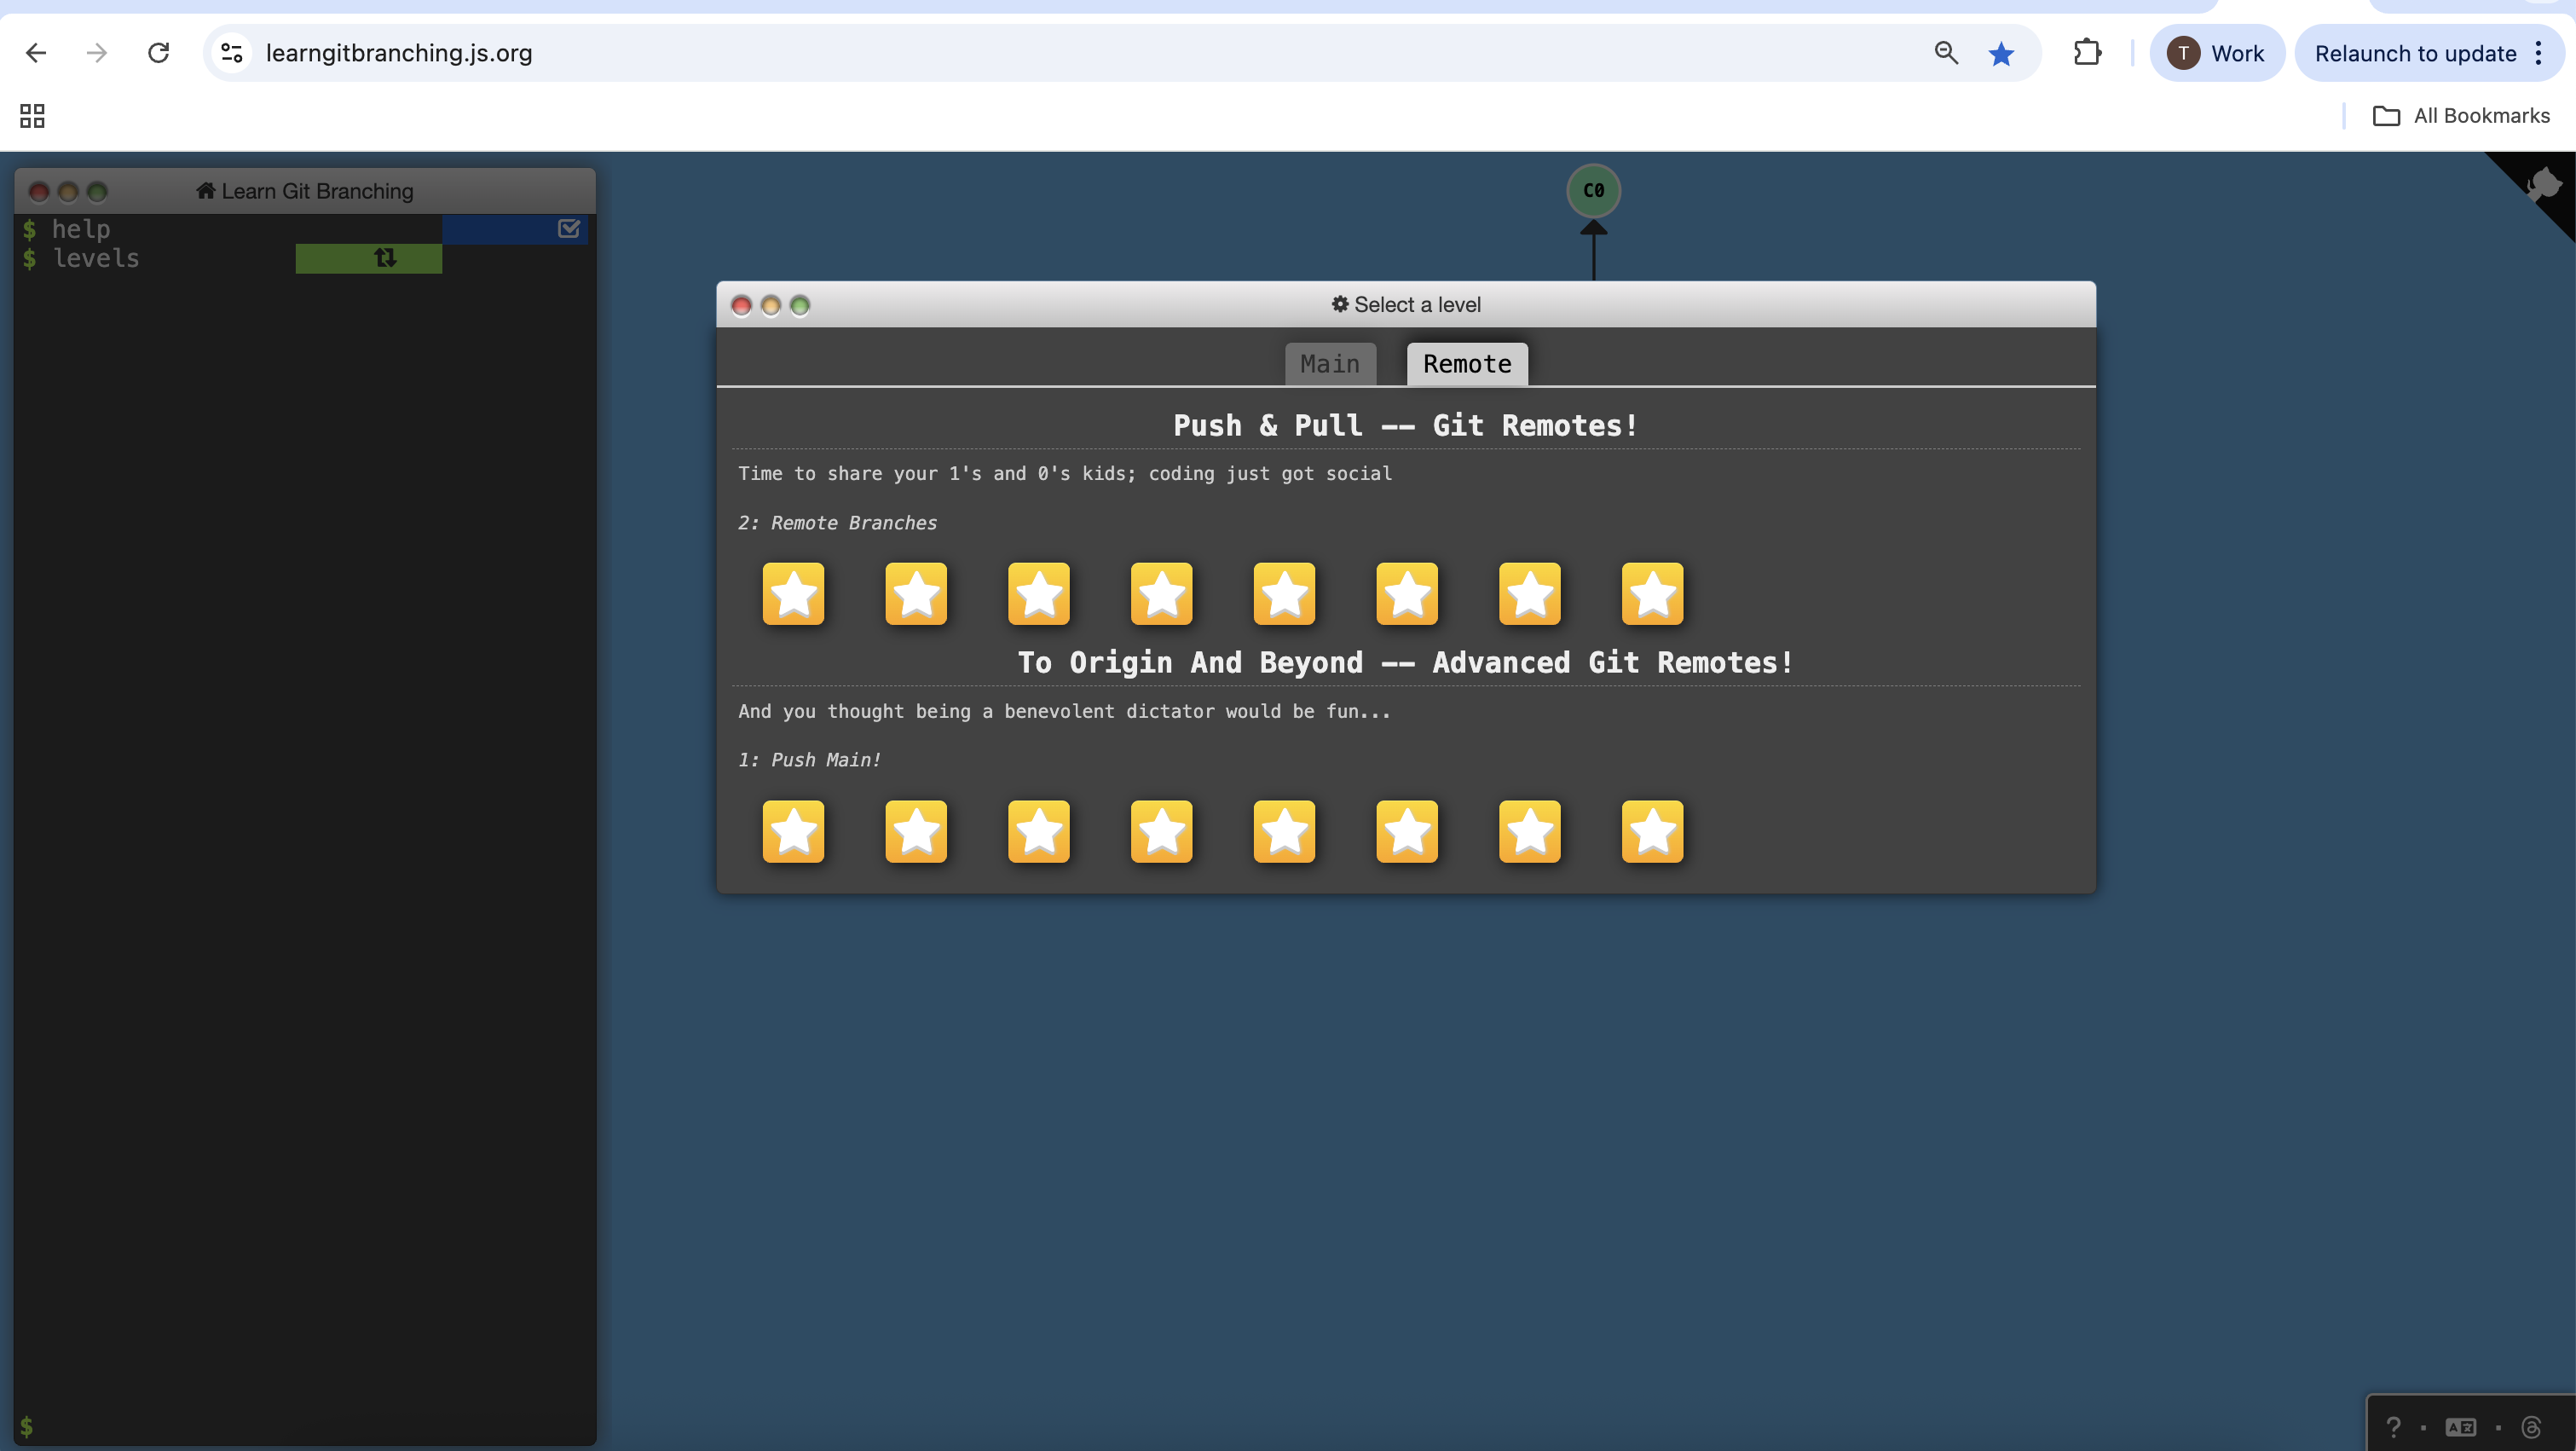 learngitbranching.js.org
T Work
Relaunch to update
All Bookmarks
Learn Git Branching
$ help
$ levels
$
C0
Select a level
Main Remote
Push & Pull -- Git Remotes!
Time to share your 1's and 0's kids; coding just got social
2: Remote Branches
To Origin And Beyond -- Advanced Git Remotes!
And you thought being a benevolent dictator would be fun...
1: Push Main!
? · A文 ·